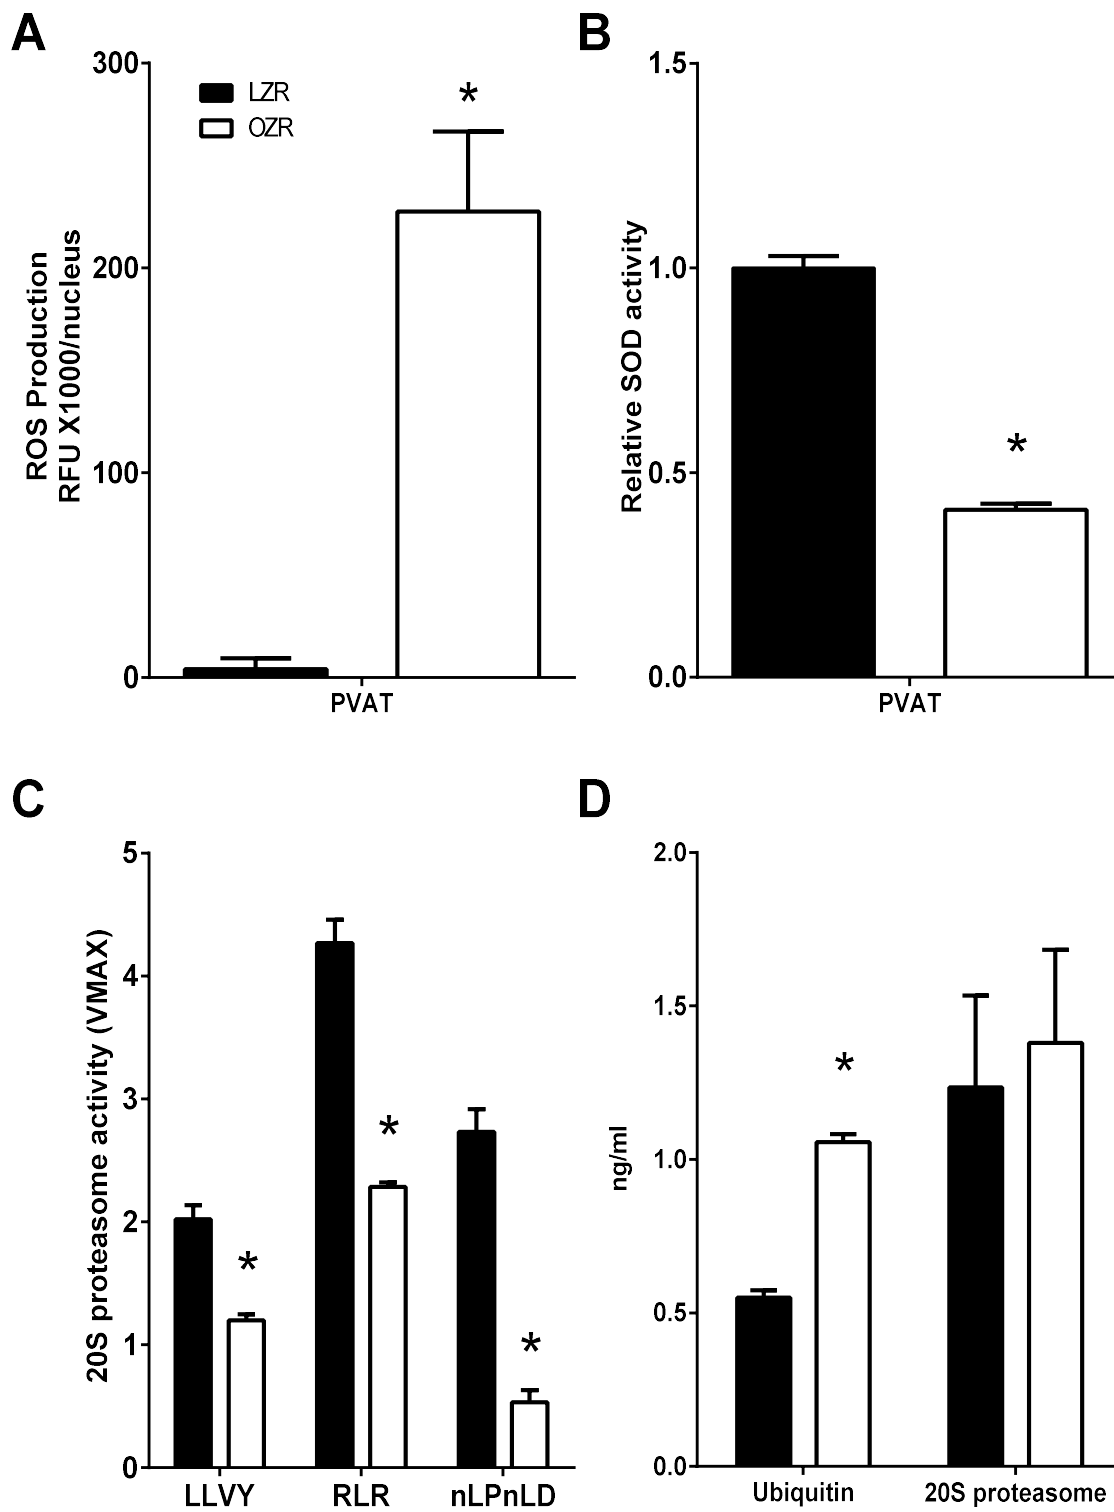 A
300
200
100
0
ROS Production
RFU X1000/nucleus
LZR
OZR
*
PVAT
B
1.5
1.0
0.5
0.0
Relative SOD activity
*
PVAT
C
5
4
3
2
1
0
20S proteasome activity (VMAX)
*
*
*
LLVY RLR nLPnLD
D
2.0
1.5
1.0
0.5
0.0
ng/ml
*
Ubiquitin 20S proteasome